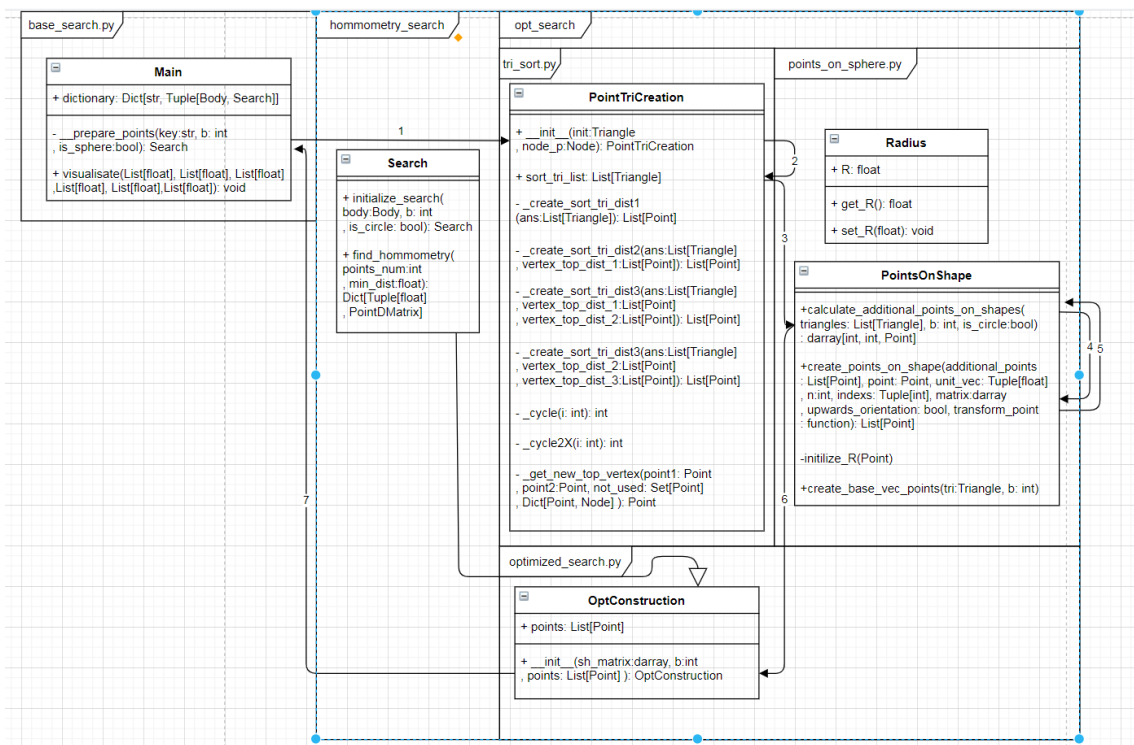 base_search.py
hommometry_search
opt_search
Main
+ dictionary: Dict[str, Tuple[Body, Search]]
- __prepare_points(key:str, b: int
, is_sphere:bool): Search
+ visualisate(List[float], List[float], List[float]
,List[float], List[float],List[float]): void
1
Search
+ initialize_search(
body:Body, b: int
, is_circle: bool): Search
+ find_hommometry(
points_num:int
, min_dist:float):
Dict[Tuple[float]
, PointDMatrix]
tri_sort.py
PointTriCreation
+ __init__(init:Triangle
, node_p:Node): PointTriCreation
+ sort_tri_list: List[Triangle]
- _create_sort_tri_dist1
(ans:List[Triangle]): List[Point]
- _create_sort_tri_dist2(ans:List[Triangle]
, vertex_top_dist_1:List[Point]): List[Point]
- _create_sort_tri_dist3(ans:List[Triangle]
, vertex_top_dist_1:List[Point]
, vertex_top_dist_2:List[Point]): List[Point]
- _create_sort_tri_dist3(ans:List[Triangle]
, vertex_top_dist_2:List[Point]
, vertex_top_dist_3:List[Point]): List[Point]
- _cycle(i: int): int
- _cycle2X(i: int): int
- _get_new_top_vertex(point1: Point
, point2:Point, not_used: Set[Point]
, Dict[Point, Node] ): Point
2
3
points_on_sphere.py
Radius
+ R: float
+ get_R(): float
+ set_R(float): void
PointsOnShape
+calculate_additional_points_on_shapes(
triangles: List[Triangle], b: int, is_circle:bool)
: darray[int, int, Point]
+create_points_on_shape(additional_points
: List[Point], point: Point, unit_vec: Tuple[float]
, n:int, indexs: Tuple[int], matrix:darray
, upwards_orientation: bool, transform_point
: function): List[Point]
-initilize_R(Point)
+create_base_vec_points(tri:Triangle, b: int)
4
5
6
7
optimized_search.py
OptConstruction
+ points: List[Point]
+ __init__(sh_matrix:darray, b:int
, points: List[Point] ): OptConstruction